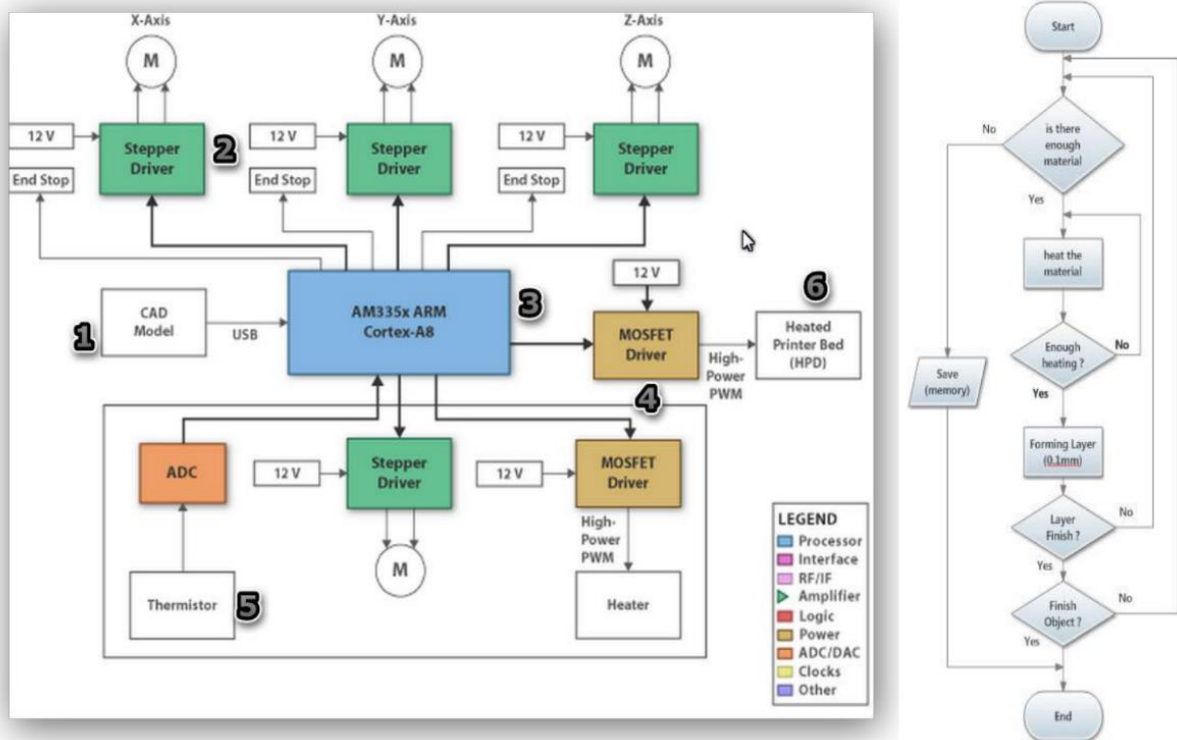 X-Axis
Y-Axis
Z-Axis
M
M
M
12 V
Stepper
Driver
2
12 V
Stepper
Driver
12 V
Stepper
Driver
End Stop
End Stop
End Stop
12 V
6
1
CAD
Model
USB
AM335x ARM
Cortex-A8
3
MOSFET
Driver
High-
Power
PWM
Heated
Printer Bed
(HPD)
4
ADC
12 V
Stepper
Driver
12 V
MOSFET
Driver
High-
Power
PWM
Thermistor
5
M
Heater
LEGEND
Processor
Interface
RF/IF
Amplifier
Logic
Power
ADC/DAC
Clocks
Other
Start
is there
enough
material
No
Yes
heat the
material
Enough
heating ?
No
Yes
Save
(memory)
Forming Layer
(0.1mm)
Layer
Finish ?
No
Yes
Finish
Object ?
No
Yes
End